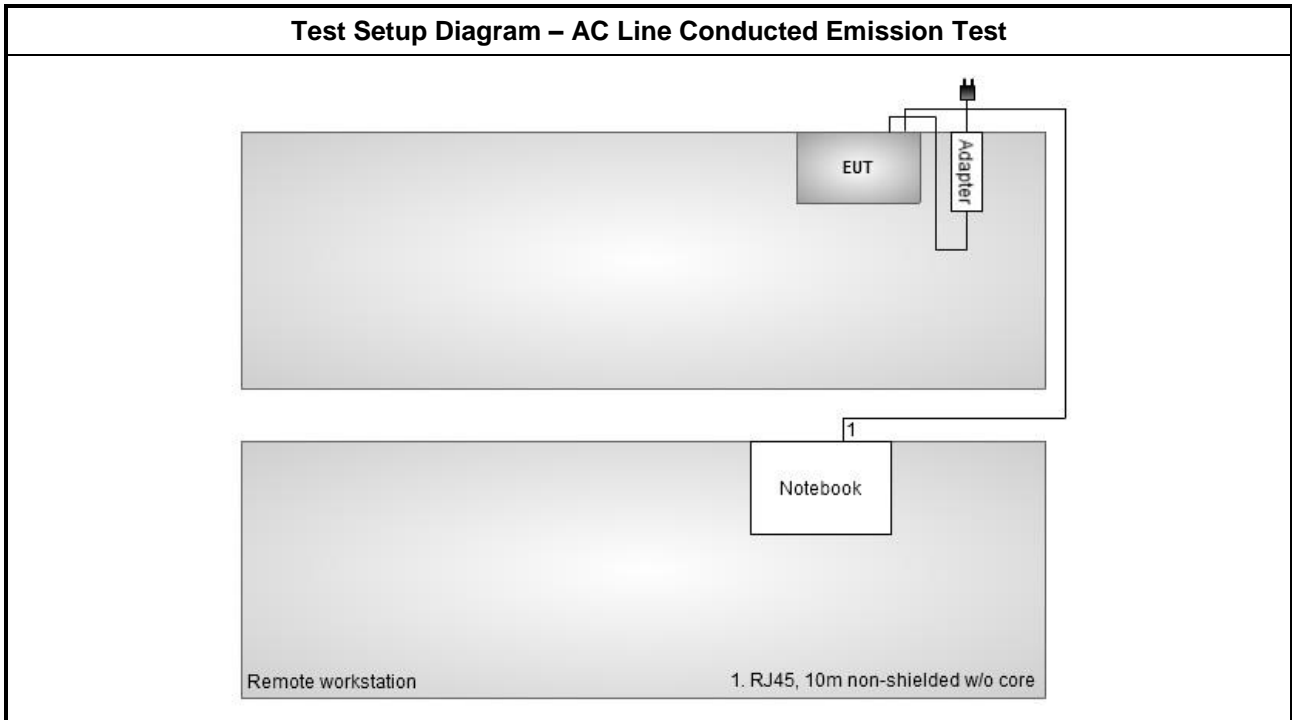 Test Setup Diagram – AC Line Conducted Emission Test
EUT
Adapter
1
Notebook
Remote workstation
1. RJ45, 10m non-shielded w/o core